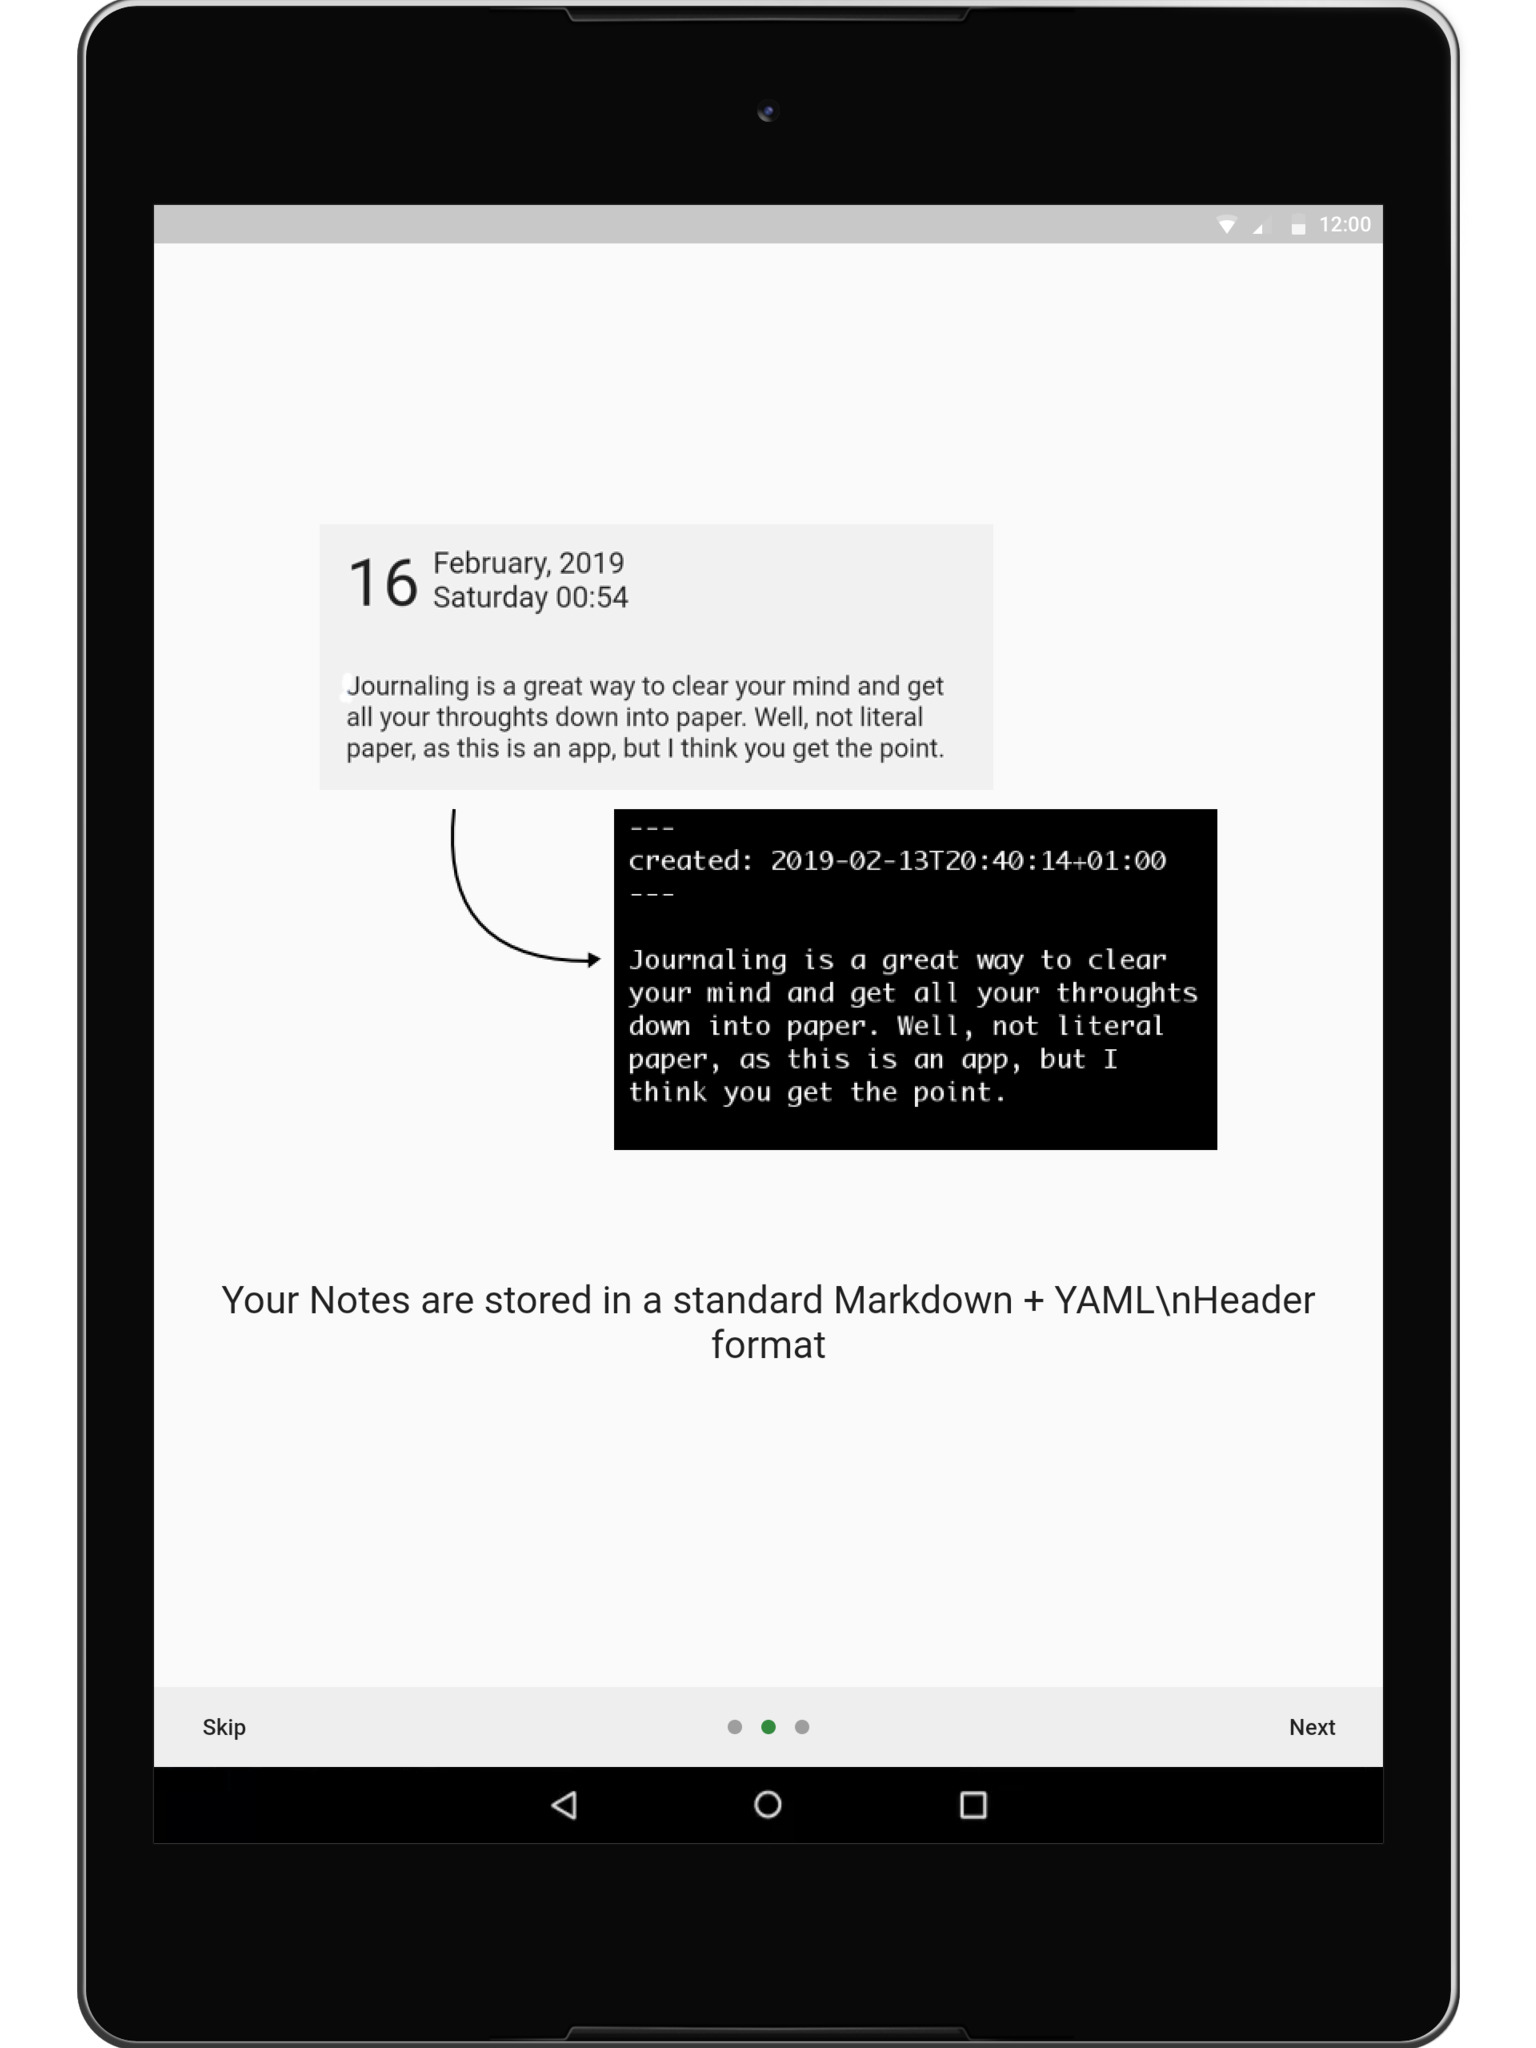 12:00
16
February, 2019
Saturday 00:54
Journaling is a great way to clear your mind and get
all your throughts down into paper. Well, not literal
paper, as this is an app, but I think you get the point.
---
created: 2019-02-13T20:40:14+01:00
---
Journaling is a great way to clear
your mind and get all your throughts
down into paper. Well, not literal
paper, as this is an app, but I
think you get the point.
Your Notes are stored in a standard Markdown + YAML\nHeader
format
Skip
Next